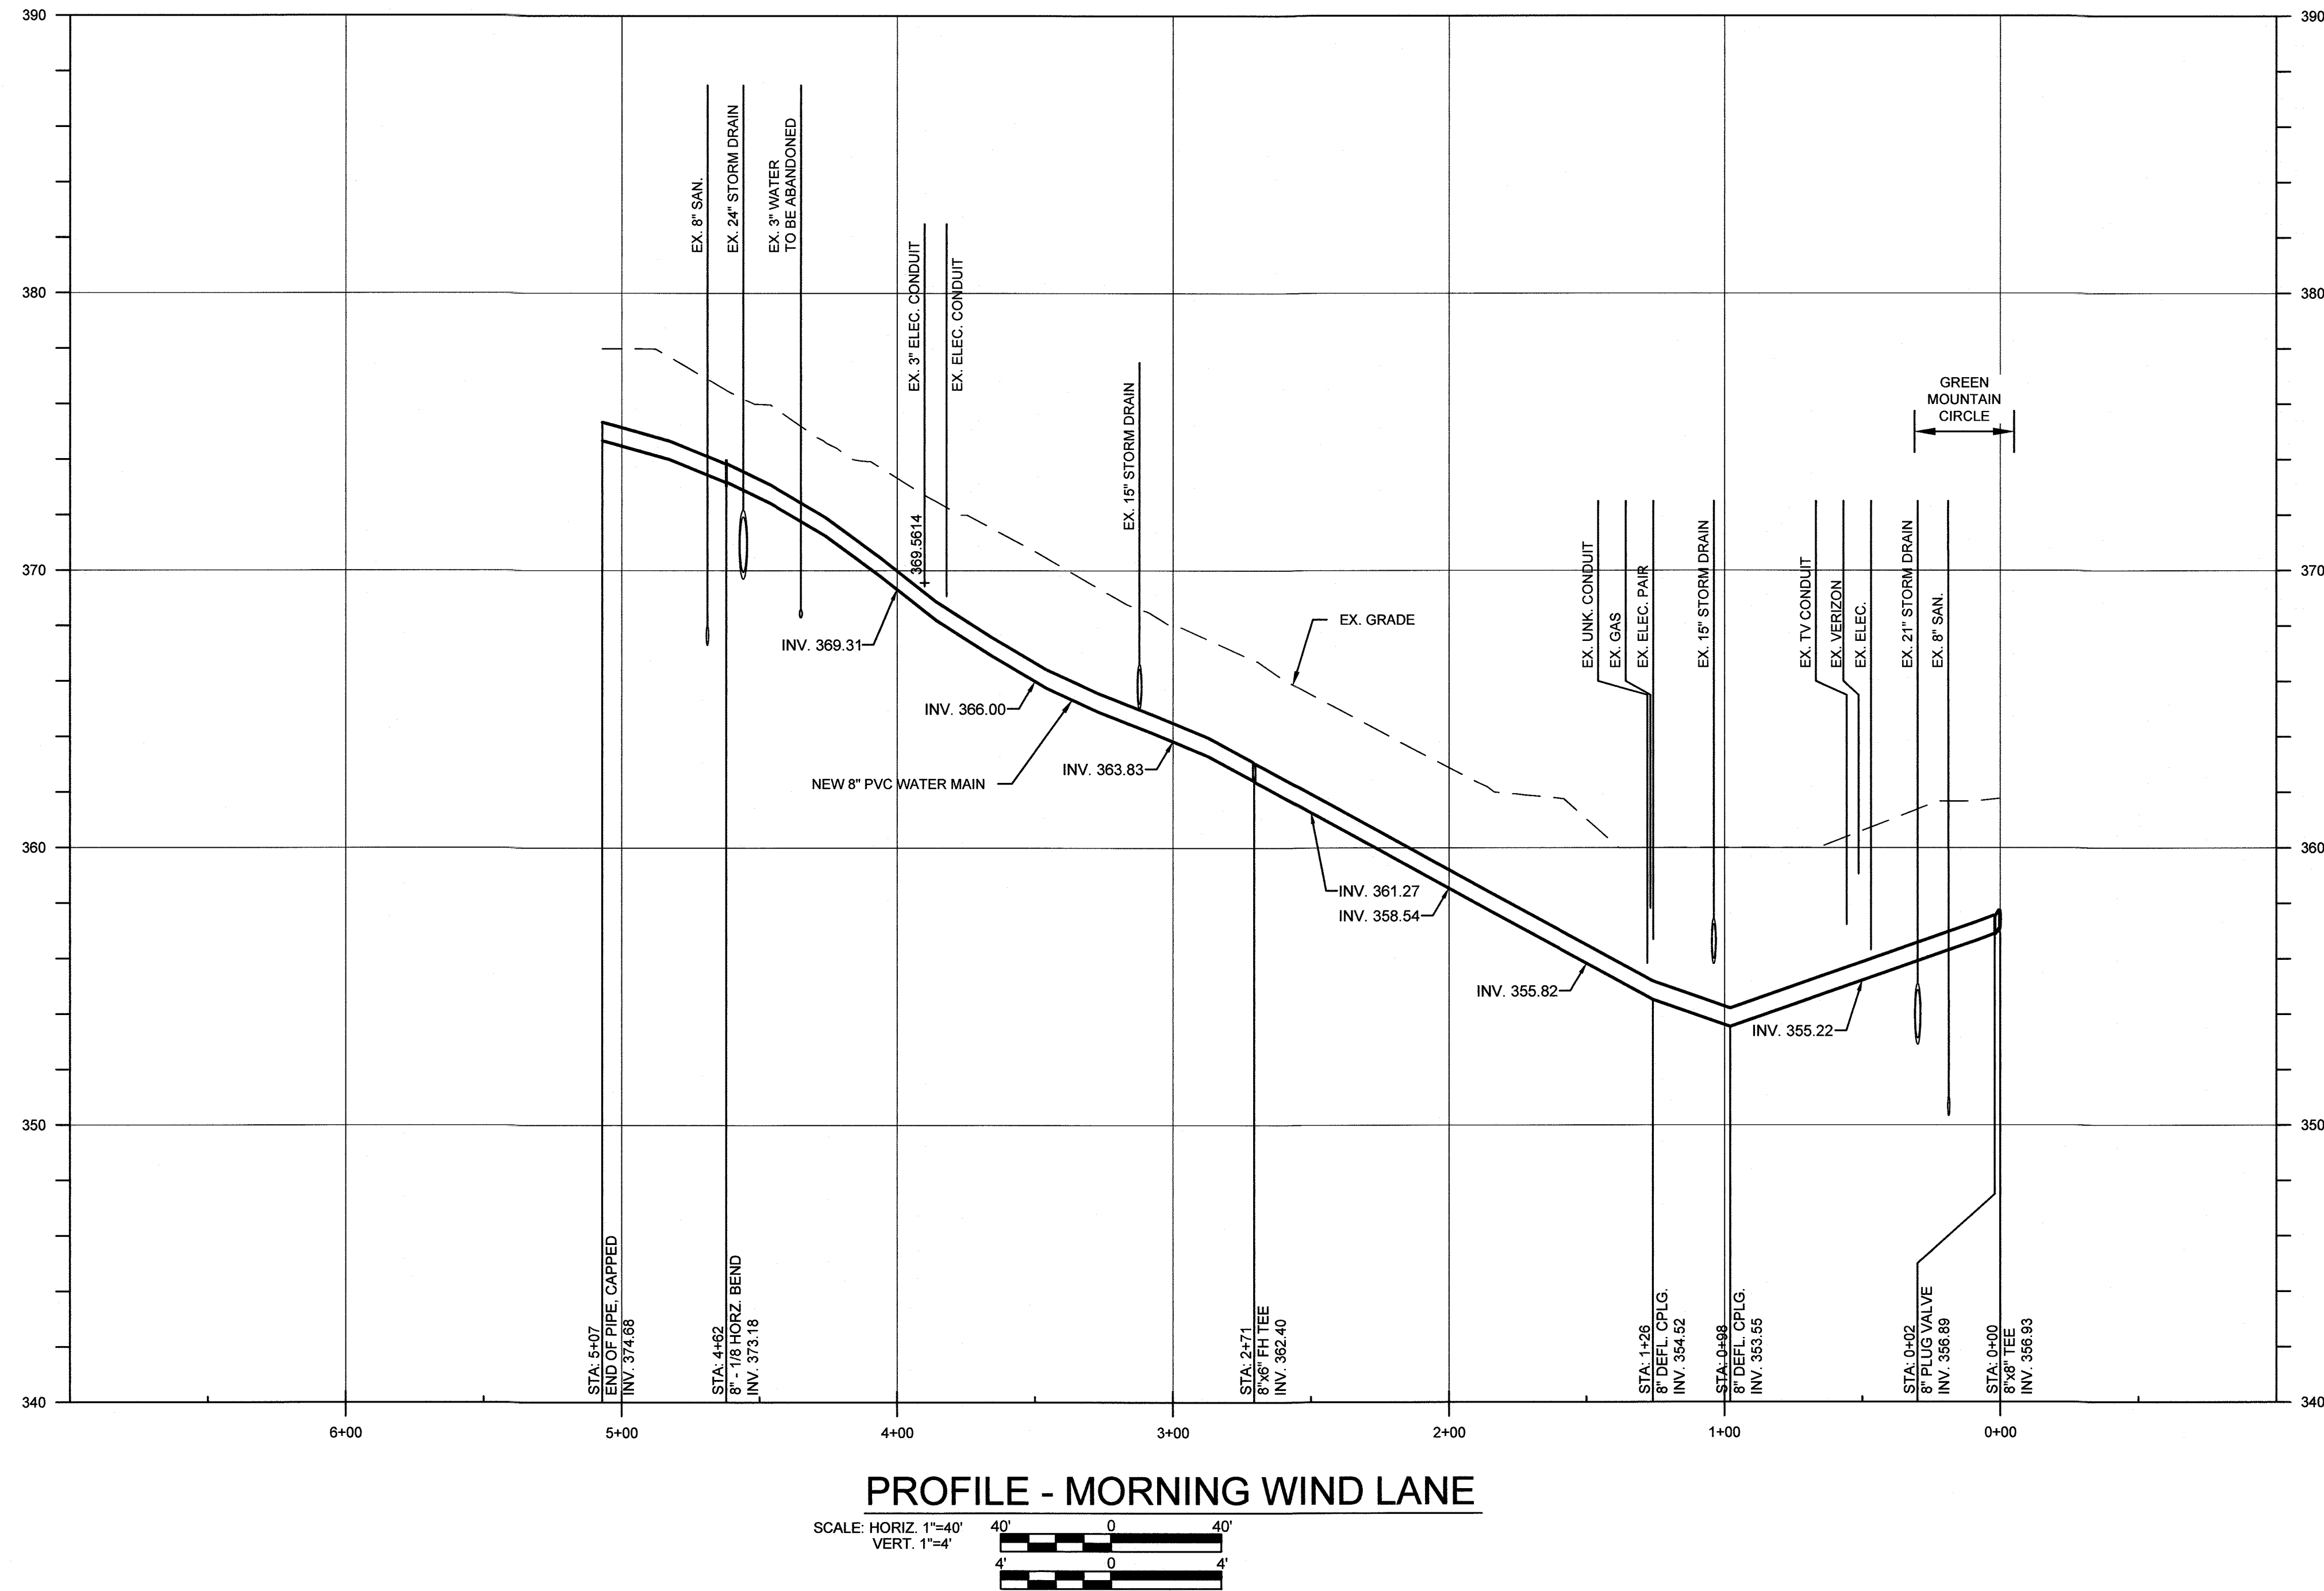 390
390
380
380
370
370
360
360
350
350
340
340
EX. 8" SAN.
EX. 24" STORM DRAIN
EX. 3" WATER
TO BE ABANDONED
EX. 3" ELEC. CONDUIT
EX. ELEC. CONDUIT
369.5614
EX. 15" STORM DRAIN
EX. GRADE
EX. UNK. CONDUIT
EX. GAS
EX. ELEC. PAIR
EX. 15" STORM DRAIN
EX. TV CONDUIT
EX. VERIZON
EX. ELEC.
EX. 21" STORM DRAIN
EX. 8" SAN.
GREEN
MOUNTAIN
CIRCLE
INV. 369.31
INV. 366.00
NEW 8" PVC WATER MAIN
INV. 363.83
INV. 361.27
INV. 358.54
INV. 355.82
INV. 355.22
STA: 5+07
END OF PIPE, CAPPED
INV. 374.68
STA: 4+62
8" - 1/8 HORZ. BEND
INV. 373.18
STA: 2+71
8"x6" FH TEE
INV. 362.40
STA: 1+26
8" DEFL. CPLG.
INV. 354.52
STA: 0+98
8" DEFL. CPLG.
INV. 353.55
STA: 0+02
8" PLUG VALVE
INV. 356.89
STA: 0+00
8"x8" TEE
INV. 356.93
6+00
5+00
4+00
3+00
2+00
1+00
0+00
PROFILE - MORNING WIND LANE
SCALE: HORIZ. 1"=40'
VERT. 1"=4'
40' 0 40'
4' 0 4'